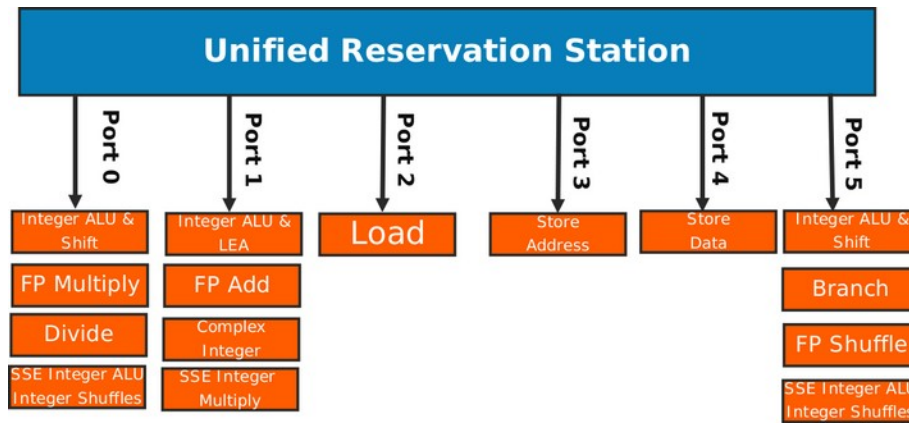 Unified Reservation Station
Port 0
Port 1
Port 2
Port 3
Port 4
Port 5
Integer ALU &
Shift
FP Multiply
Divide
SSE Integer ALU
Integer Shuffles
Integer ALU &
LEA
FP Add
Complex
Integer
SSE Integer
Multiply
Load
Store
Address
Store
Data
Integer ALU &
Shift
Branch
FP Shuffle
SSE Integer ALU
Integer Shuffles